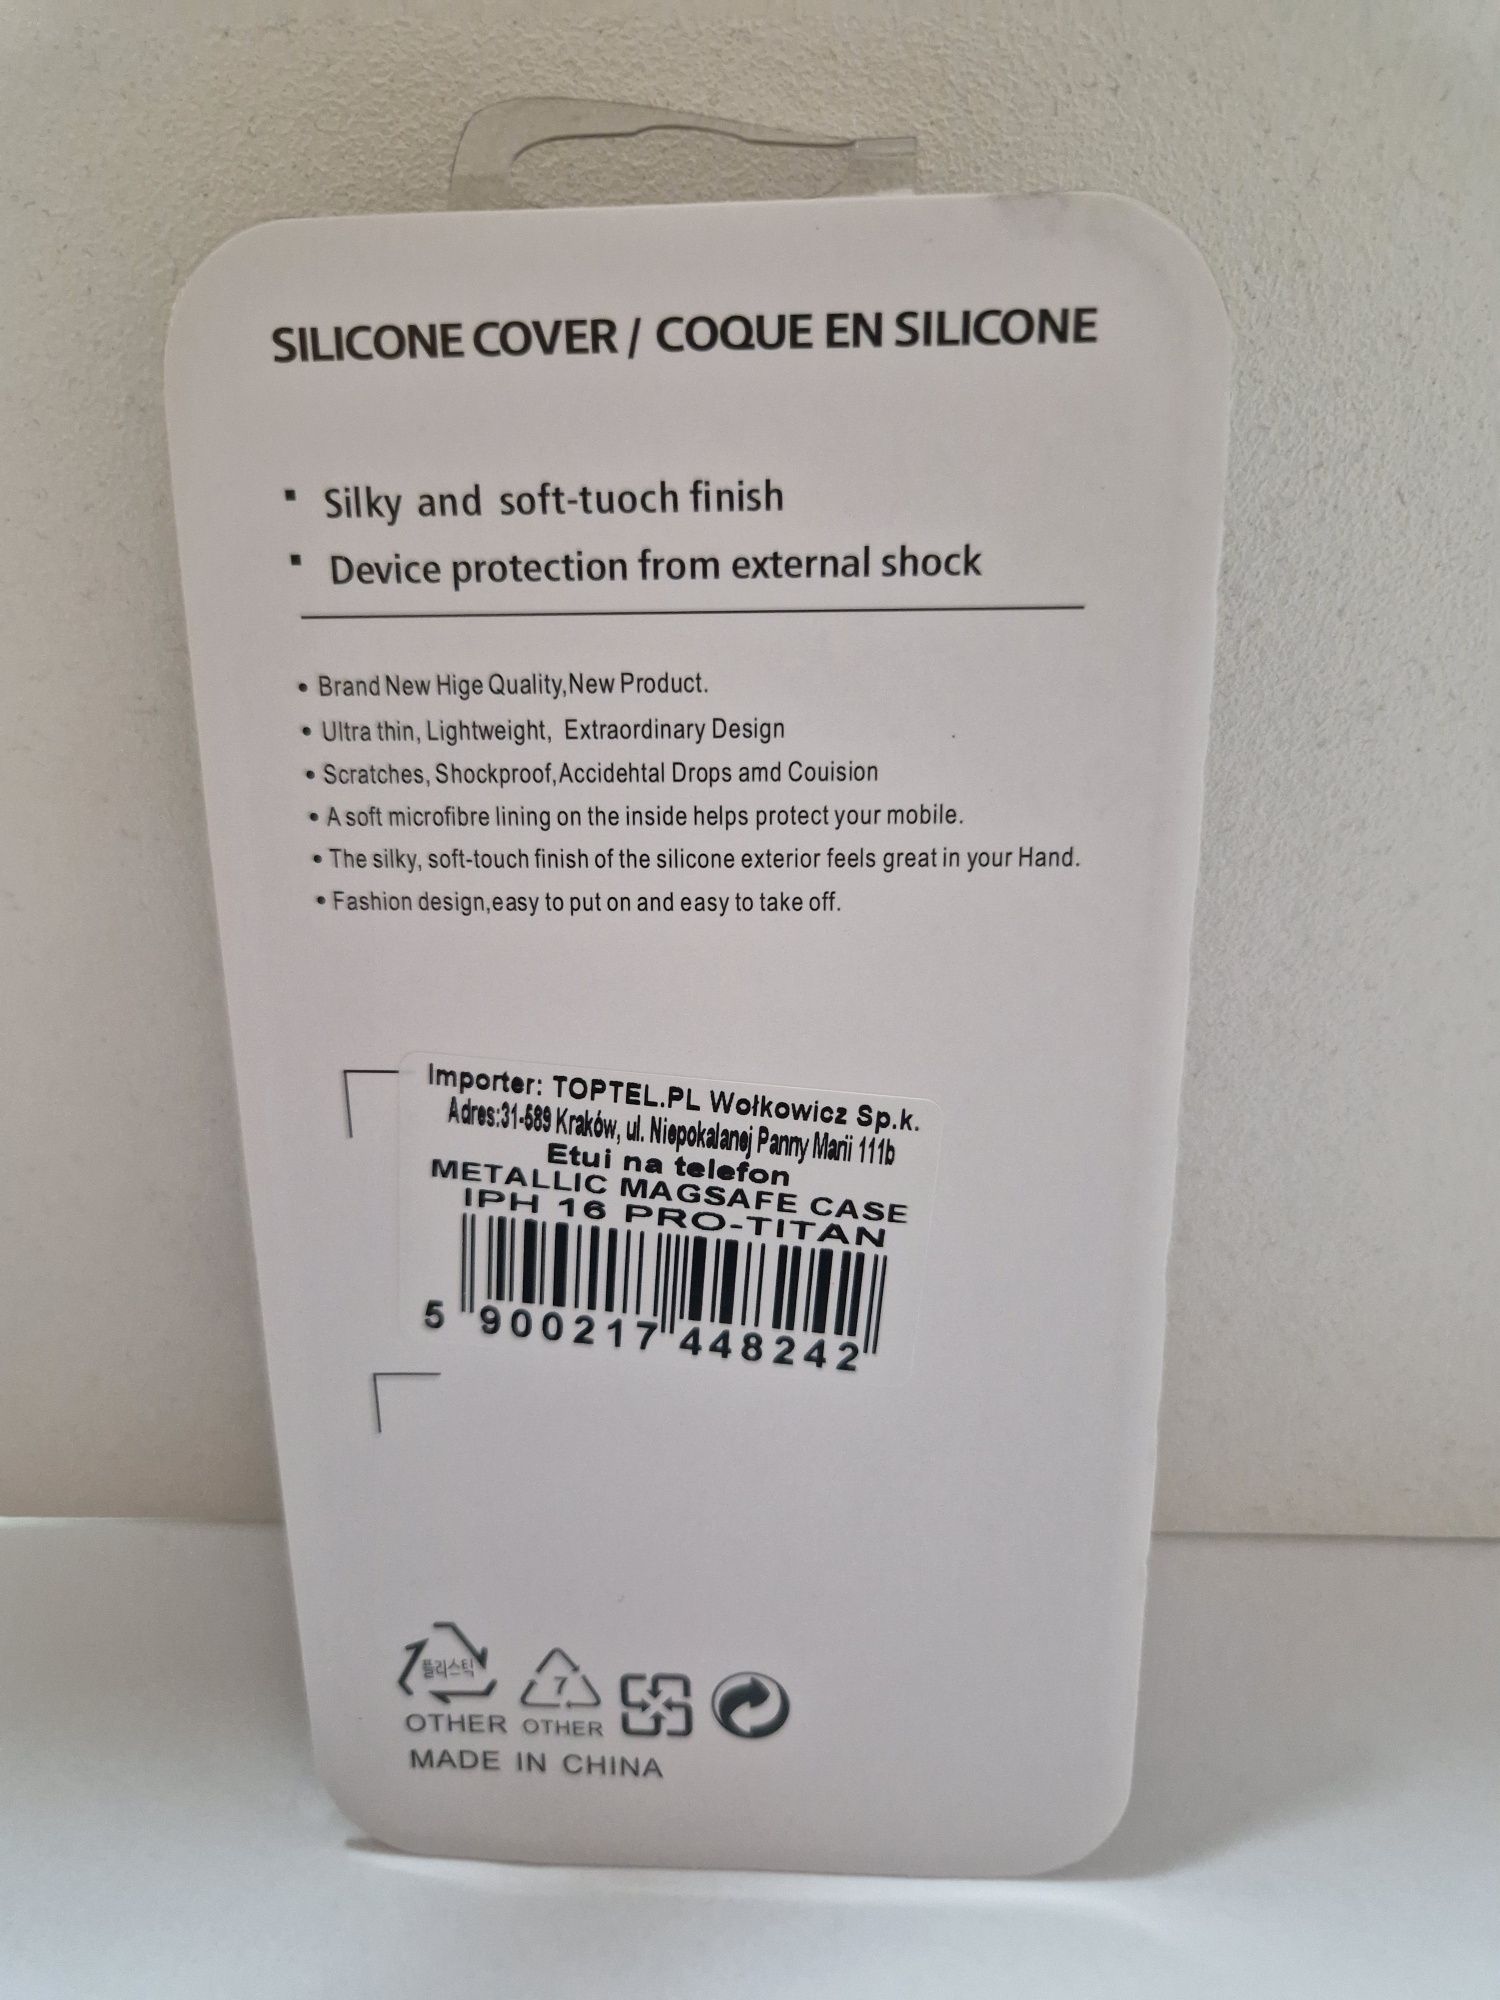 SILICONE COVER / COQUE EN SILICONE
▪ Silky and soft-tuoch finish
▪ Device protection from external shock
• Brand New Hige Quality,New Product.
• Ultra thin, Lightweight, Extraordinary Design
• Scratches, Shockproof,Accidehtal Drops amd Couision
• A soft microfibre lining on the inside helps protect your mobile.
• The silky, soft-touch finish of the silicone exterior feels great in your Hand.
• Fashion design,easy to put on and easy to take off.
Importer: TOPTEL.PL Wołkowicz Sp.k.
Adres:31-589 Kraków, ul. Niepokalanej Panny Marii 111b
Etui na telefon
METALLIC MAGSAFE CASE
IPH 16 PRO-TITAN
5 900217 448242
플라스틱
7
OTHER OTHER
MADE IN CHINA